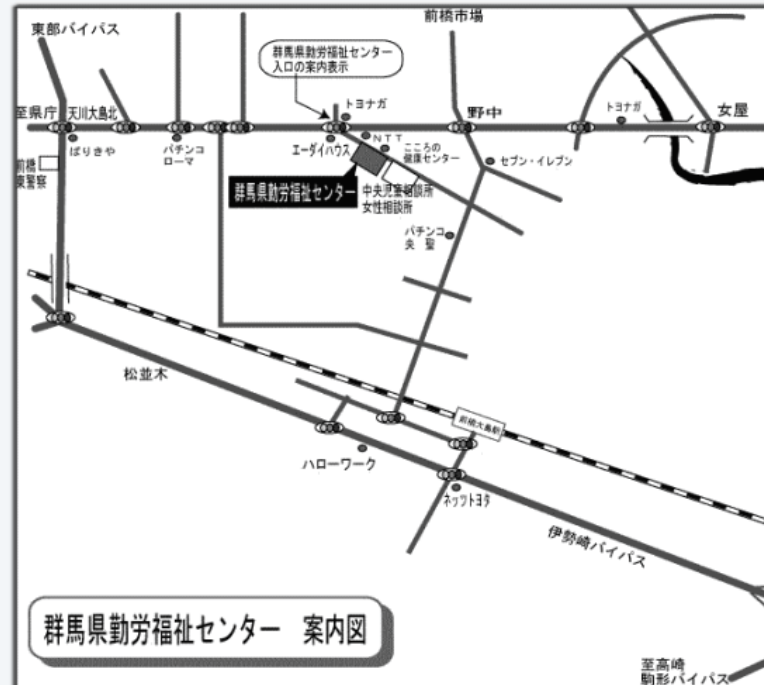 東部バイパス
前橋市場
群馬県勤労福祉センター
入口の案内表示
至県庁
天川大島北
トヨナガ
野中
トヨナガ
女屋
ばりきや
パチンコ
ローマ
エーダイハウス
NTT
こころの
健康センター
セブン・イレブン
前橋
東警察
群馬県勤労福祉センター
中央児童相談所
女性相談所
パチンコ
央聖
松並木
前橋大島駅
ハローワーク
ネッツトヨタ
伊勢崎バイパス
群馬県勤労福祉センター 案内図
至高崎
駒形バイパス